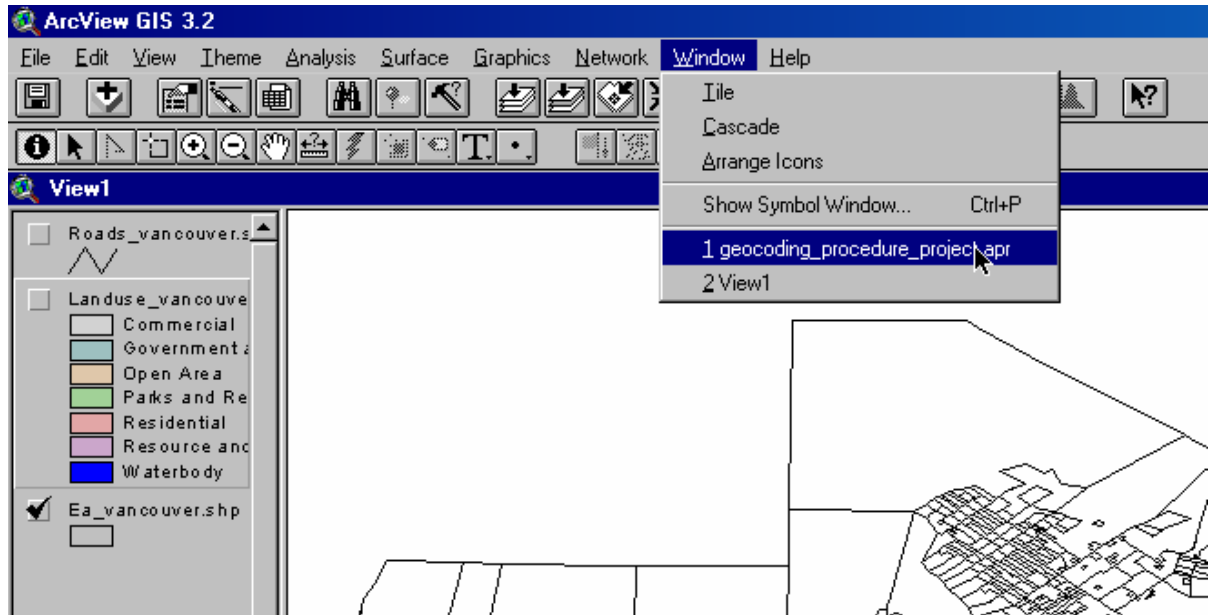 ArcView GIS 3.2
File Edit View Theme Analysis Surface Graphics Network Window Help
Tile
Cascade
Arrange Icons
Show Symbol Window... Ctrl+P
1 geocoding_procedure_project.apr
2 View1
T
View1
Roads_vancouver.s
Landuse_vancouve
Commercial
Government a
Open Area
Parks and Re
Residential
Resource and
Waterbody
Ea_vancouver.shp